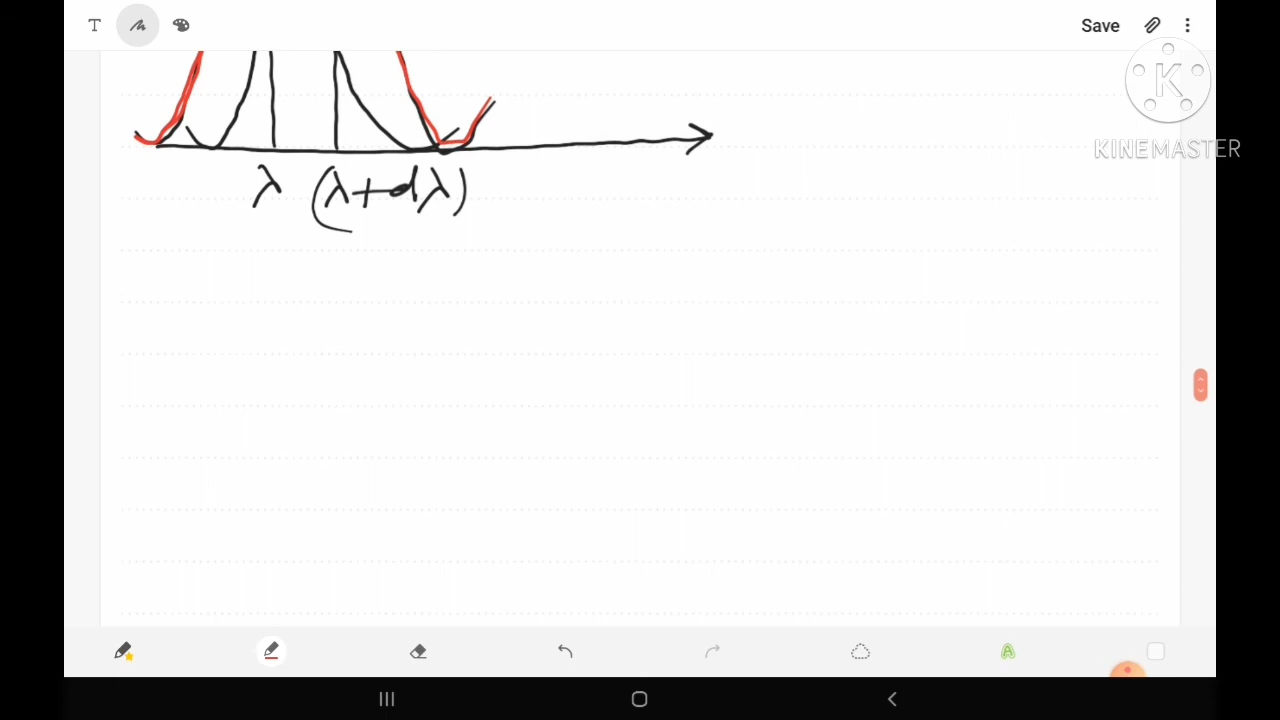 T
Save
K
KINEMASTER
λ (λ+dλ)
A